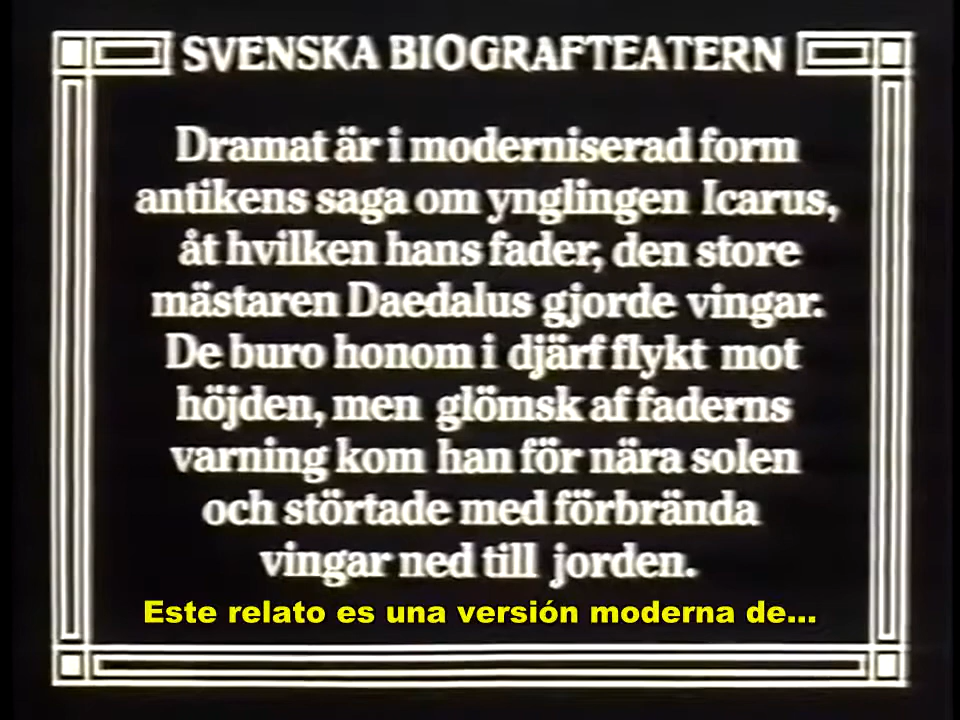 SVENSKA BIOGRAFTEATERN
Dramat är i moderniserad form
antikens saga om ynglingen Icarus,
åt hvilken hans fader, den store
mästaren Daedalus gjorde vingar.
De buro honom i djärf flykt mot
höjden, men glömsk af faderns
varning kom han för nära solen
och störtade med förbrända
vingar ned till jorden.
Este relato es una versión moderna de...